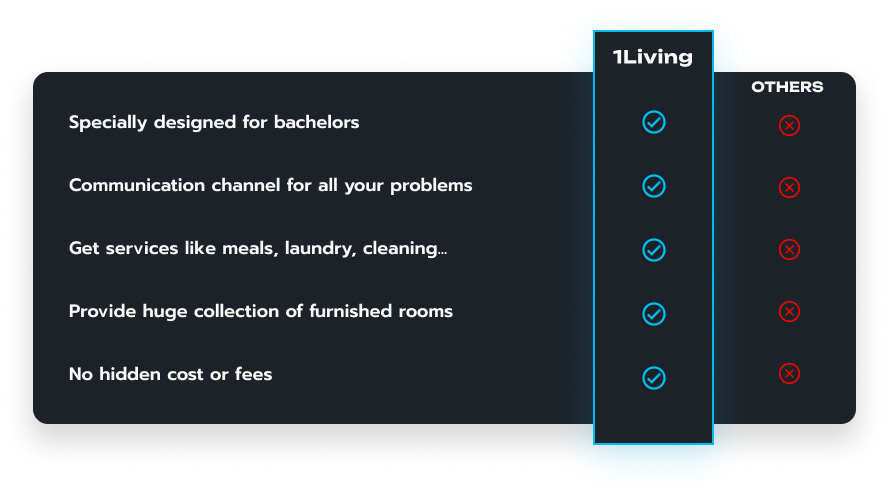 1Living
OTHERS
Specially designed for bachelors
Communication channel for all your problems
Get services like meals, laundry, cleaning...
Provide huge collection of furnished rooms
No hidden cost or fees